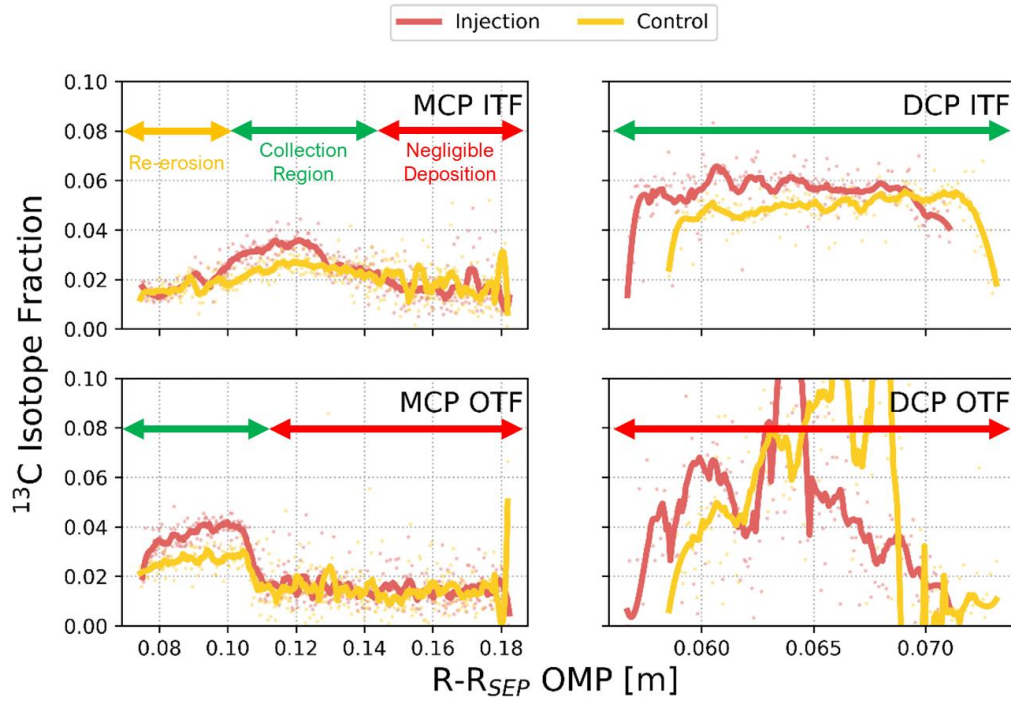 Injection Control
MCP ITF
Re-erosion
Collection
Region
Negligible
Deposition
0.10
0.08
0.06
0.04
0.02
0.00
DCP ITF
¹³C Isotope Fraction
MCP OTF
0.10
0.08
0.06
0.04
0.02
0.00
0.08 0.10 0.12 0.14 0.16 0.18
DCP OTF
0.060 0.065 0.070
R-R_SEP OMP [m]